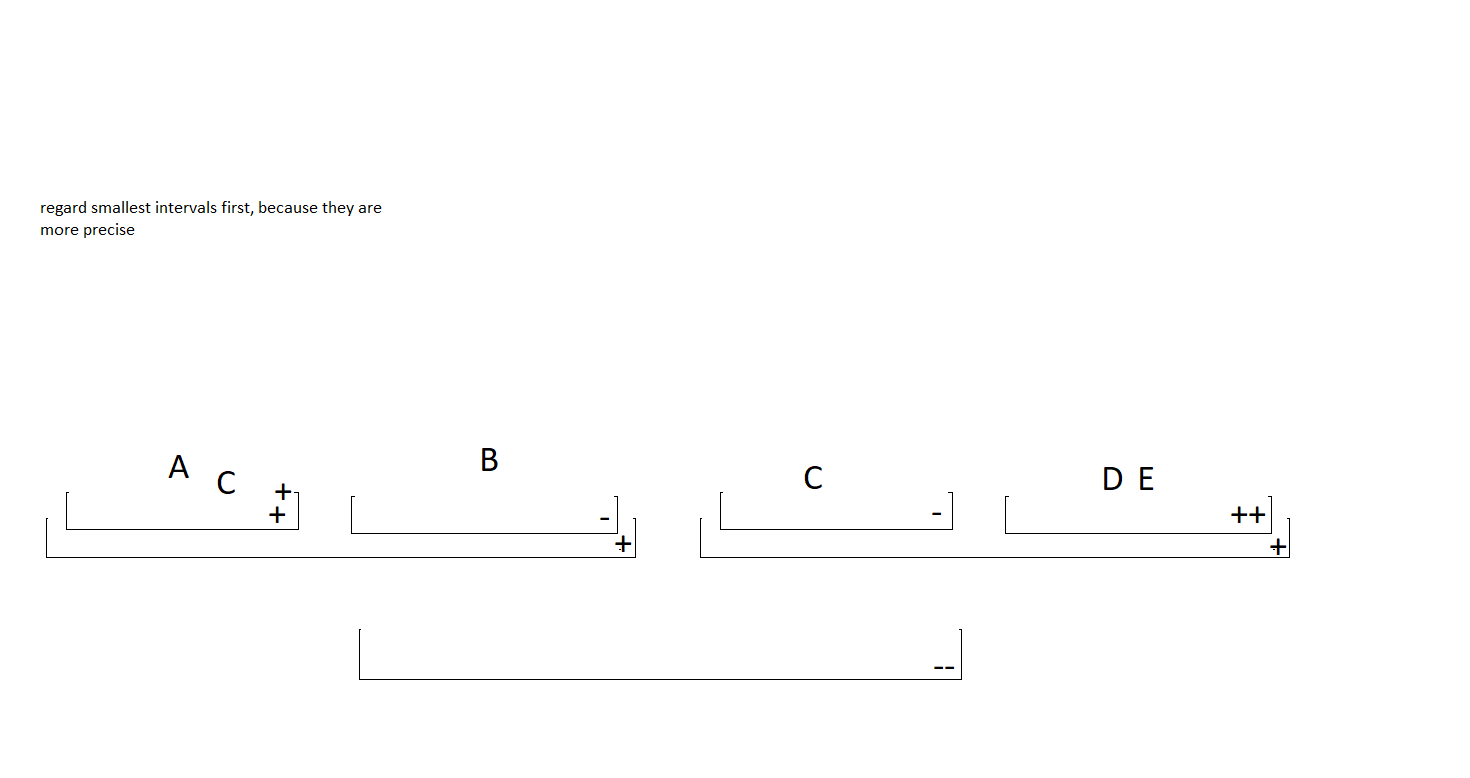 regard smallest intervals first, because they are
more precise
A C +
+
B
-
+
C
-
D E
++
+
--